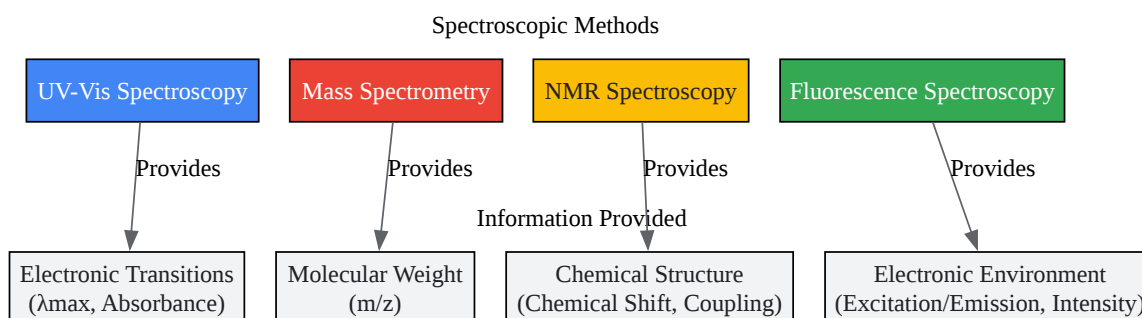 Spectroscopic Methods
UV-Vis Spectroscopy
Mass Spectrometry
NMR Spectroscopy
Fluorescence Spectroscopy
Provides
Provides
Provides
Provides
Information Provided
Electronic Transitions
(λmax, Absorbance)
Molecular Weight
(m/z)
Chemical Structure
(Chemical Shift, Coupling)
Electronic Environment
(Excitation/Emission, Intensity)